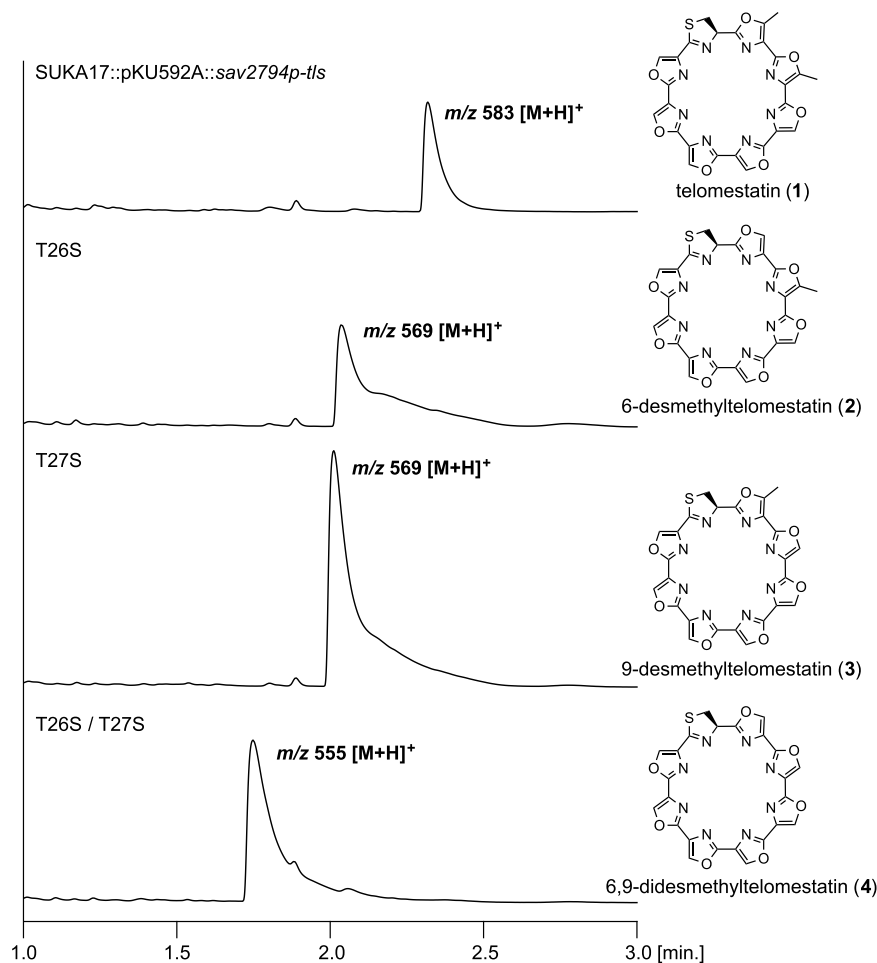 SUKA17::pKU592A::sav2794p-tls
m/z 583 [M+H]+
telomestatin (1)
T26S
m/z 569 [M+H]+
6-desmethyltelomestatin (2)
T27S
m/z 569 [M+H]+
9-desmethyltelomestatin (3)
T26S / T27S
m/z 555 [M+H]+
6,9-didesmethyltelomestatin (4)
1.0 1.5 2.0 2.5 3.0 [min.]